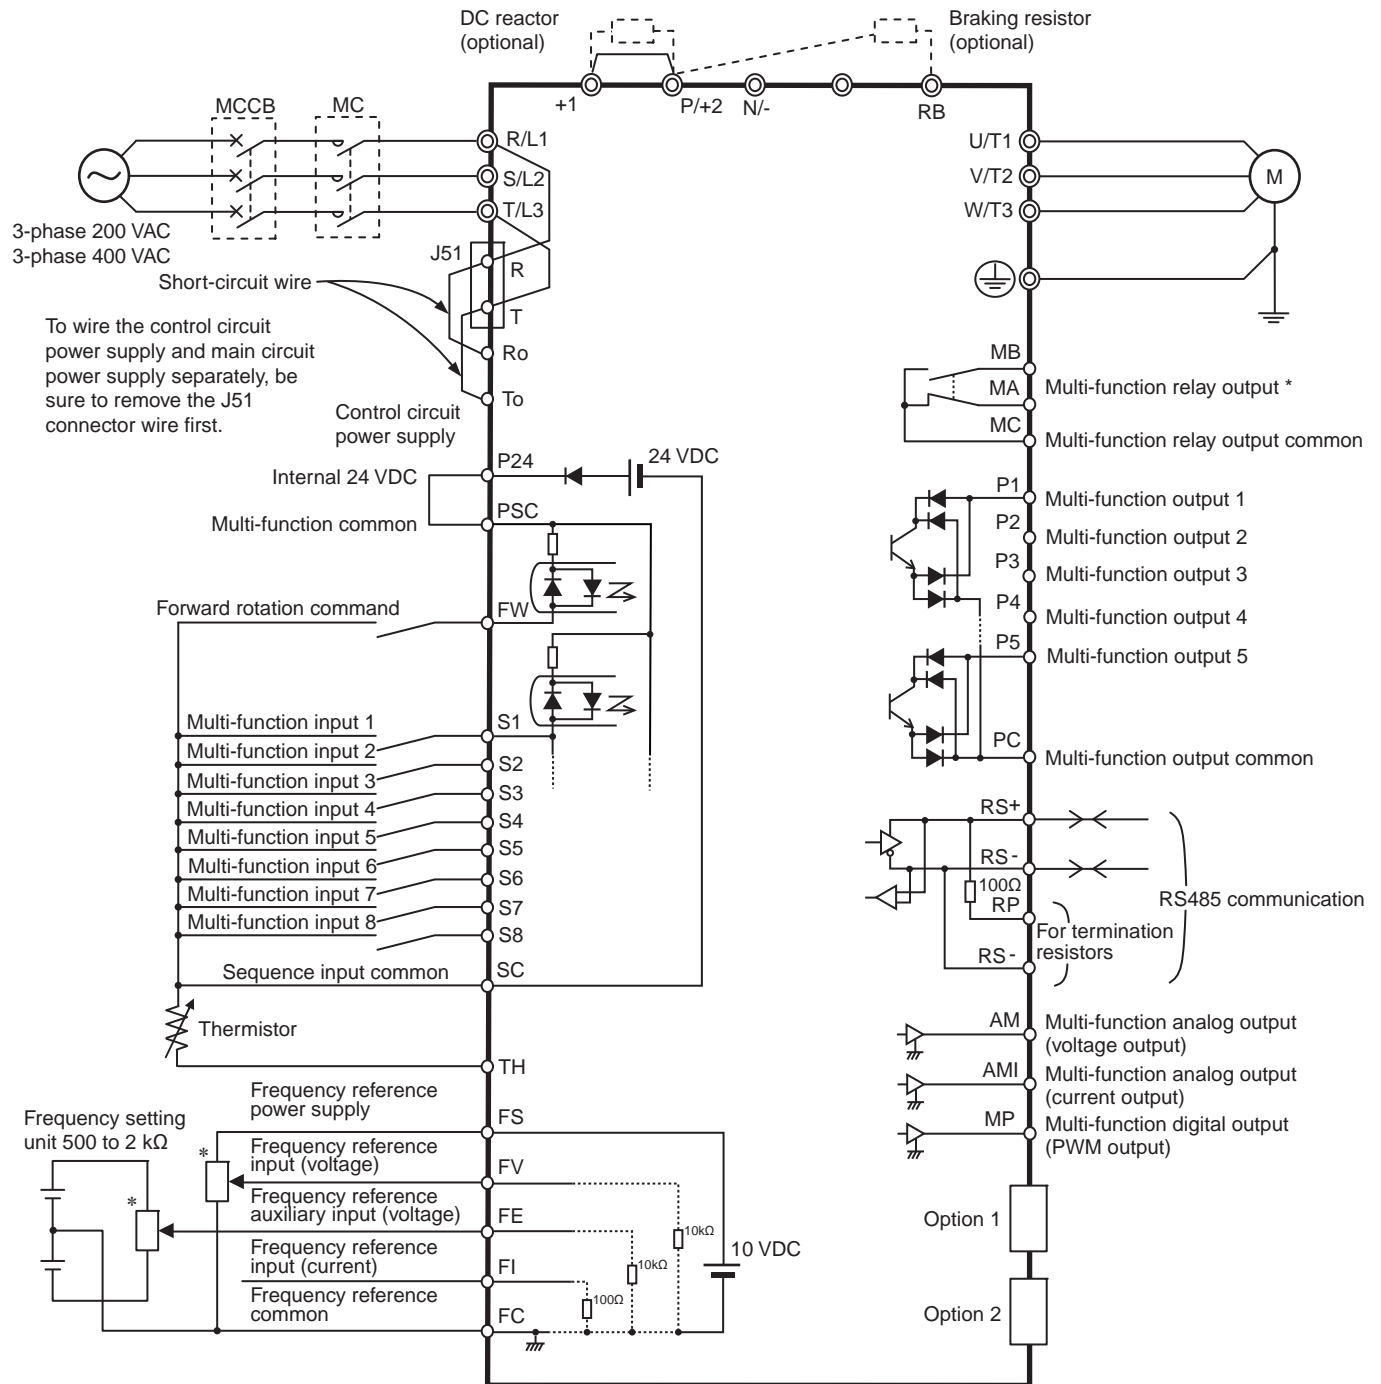 DC reactor
(optional)
Braking resistor
(optional)
+1
P/+2
N/-
RB
MCCB
MC
R/L1
S/L2
T/L3
3-phase 200 VAC
3-phase 400 VAC
U/T1
V/T2
W/T3
M
J51
R
T
Short-circuit wire
Ro
To
To wire the control circuit
power supply and main circuit
power supply separately, be
sure to remove the J51
connector wire first.
Control circuit
power supply
MB
MA
Multi-function relay output *
MC
Multi-function relay output common
P24
24 VDC
Internal 24 VDC
PSC
Multi-function common
P1
Multi-function output 1
P2
Multi-function output 2
P3
Multi-function output 3
P4
Multi-function output 4
P5
Multi-function output 5
PC
Multi-function output common
Forward rotation command
FW
Multi-function input 1
S1
Multi-function input 2
S2
Multi-function input 3
S3
Multi-function input 4
S4
Multi-function input 5
S5
Multi-function input 6
S6
Multi-function input 7
S7
Multi-function input 8
S8
Sequence input common
SC
Thermistor
TH
RS+
RS-
100Ω
RP
RS-
For termination
resistors
RS485 communication
AM
Multi-function analog output
(voltage output)
AMI
Multi-function analog output
(current output)
MP
Multi-function digital output
(PWM output)
Frequency reference
power supply
FS
Frequency setting
unit 500 to 2 kΩ
*
*
Frequency reference
input (voltage)
FV
Frequency reference
auxiliary input (voltage)
FE
Frequency reference
input (current)
FI
Frequency reference
common
FC
10kΩ
10kΩ
100Ω
10 VDC
Option 1
Option 2